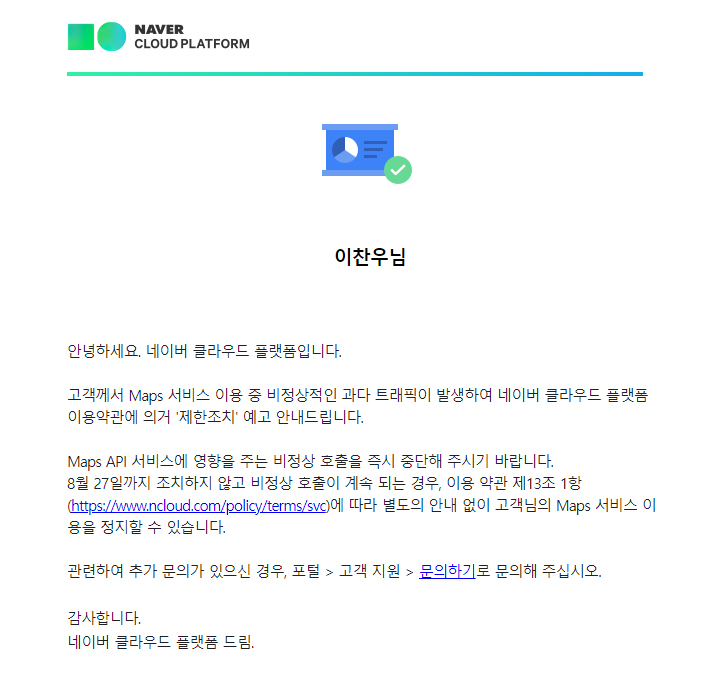 NAVER
CLOUD PLATFORM
이찬우님
안녕하세요. 네이버 클라우드 플랫폼입니다.
고객께서 Maps 서비스 이용 중 비정상적인 과다 트래픽이 발생하여 네이버 클라우드 플랫폼
이용약관에 의거 '제한조치' 예고 안내드립니다.
Maps API 서비스에 영향을 주는 비정상 호출을 즉시 중단해 주시기 바랍니다.
8월 27일까지 조치하지 않고 비정상 호출이 계속 되는 경우, 이용 약관 제13조 1항
(https://www.ncloud.com/policy/terms/svc)에 따라 별도의 안내 없이 고객님의 Maps 서비스 이
용을 정지할 수 있습니다.
관련하여 추가 문의가 있으신 경우, 포털 > 고객 지원 > 문의하기로 문의해 주십시오.
감사합니다.
네이버 클라우드 플랫폼 드림.